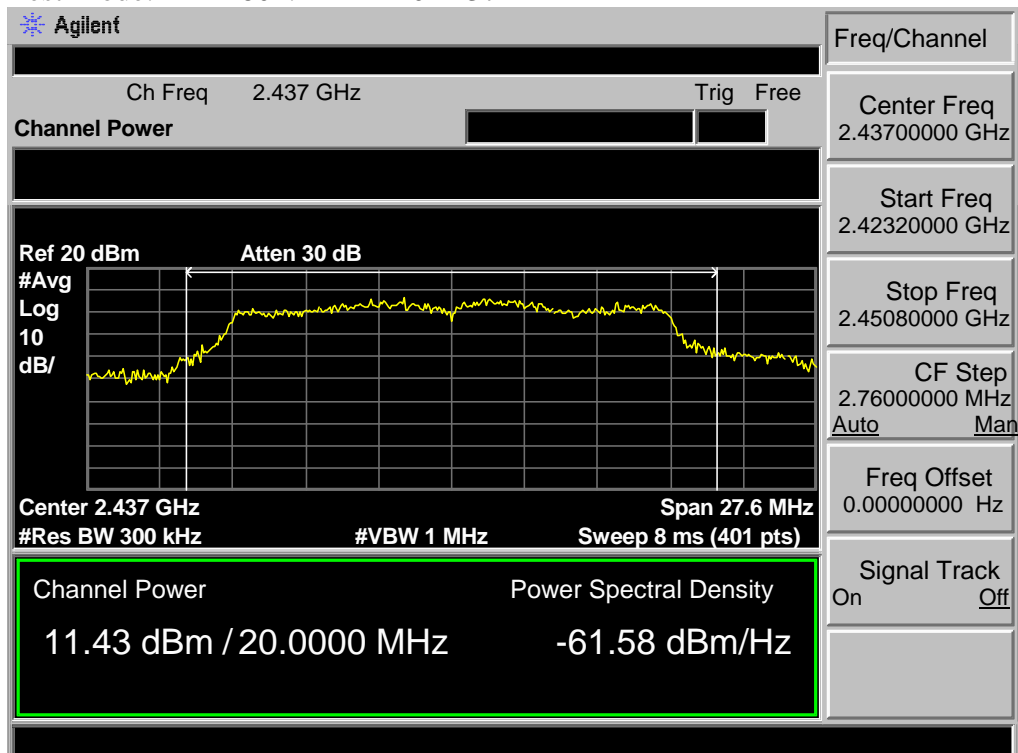 Agilent
Freq/Channel
Ch Freq 2.437 GHz Trig Free
Channel Power
Center Freq
2.43700000 GHz
Start Freq
2.42320000 GHz
Stop Freq
2.45080000 GHz
CF Step
2.76000000 MHz
Auto Man
Freq Offset
0.00000000 Hz
Signal Track
On Off
Ref 20 dBm Atten 30 dB
#Avg
Log
10
dB/
Center 2.437 GHz Span 27.6 MHz
#Res BW 300 kHz #VBW 1 MHz Sweep 8 ms (401 pts)
Channel Power Power Spectral Density
11.43 dBm / 20.0000 MHz -61.58 dBm/Hz